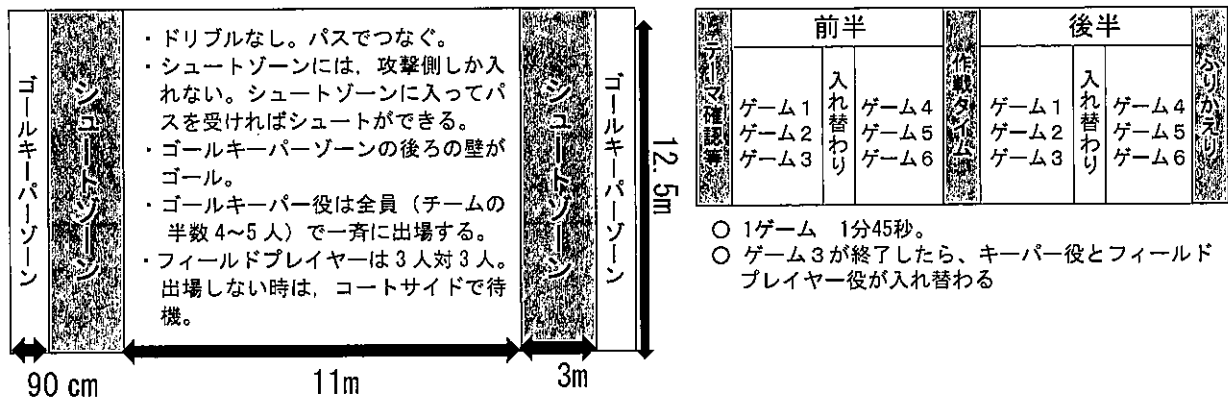 ゴールキーパーゾーン
シュートゾーン
・ドリブルなし。パスでつなぐ。
・シュートゾーンには，攻撃側しか入
れない。シュートゾーンに入ってパ
スを受ければシュートができる。
・ゴールキーパーゾーンの後ろの壁が
ゴール。
・ゴールキーパー役は全員（チームの
半数4～5人）で一斉に出場する。
・フィールドプレイヤーは3人対3人。
出場しない時は，コートサイドで待
機。
シュートゾーン
ゴールキーパーゾーン
12.5m
90 cm
11m
3m
テーマ確認等
前半
ゲーム1
ゲーム2
ゲーム3
入れ替わり
ゲーム4
ゲーム5
ゲーム6
作戦タイム
後半
ゲーム1
ゲーム2
ゲーム3
入れ替わり
ゲーム4
ゲーム5
ゲーム6
ふりかえり
○ 1ゲーム　1分45秒。
○ ゲーム3が終了したら、キーパー役とフィールド
プレイヤー役が入れ替わる